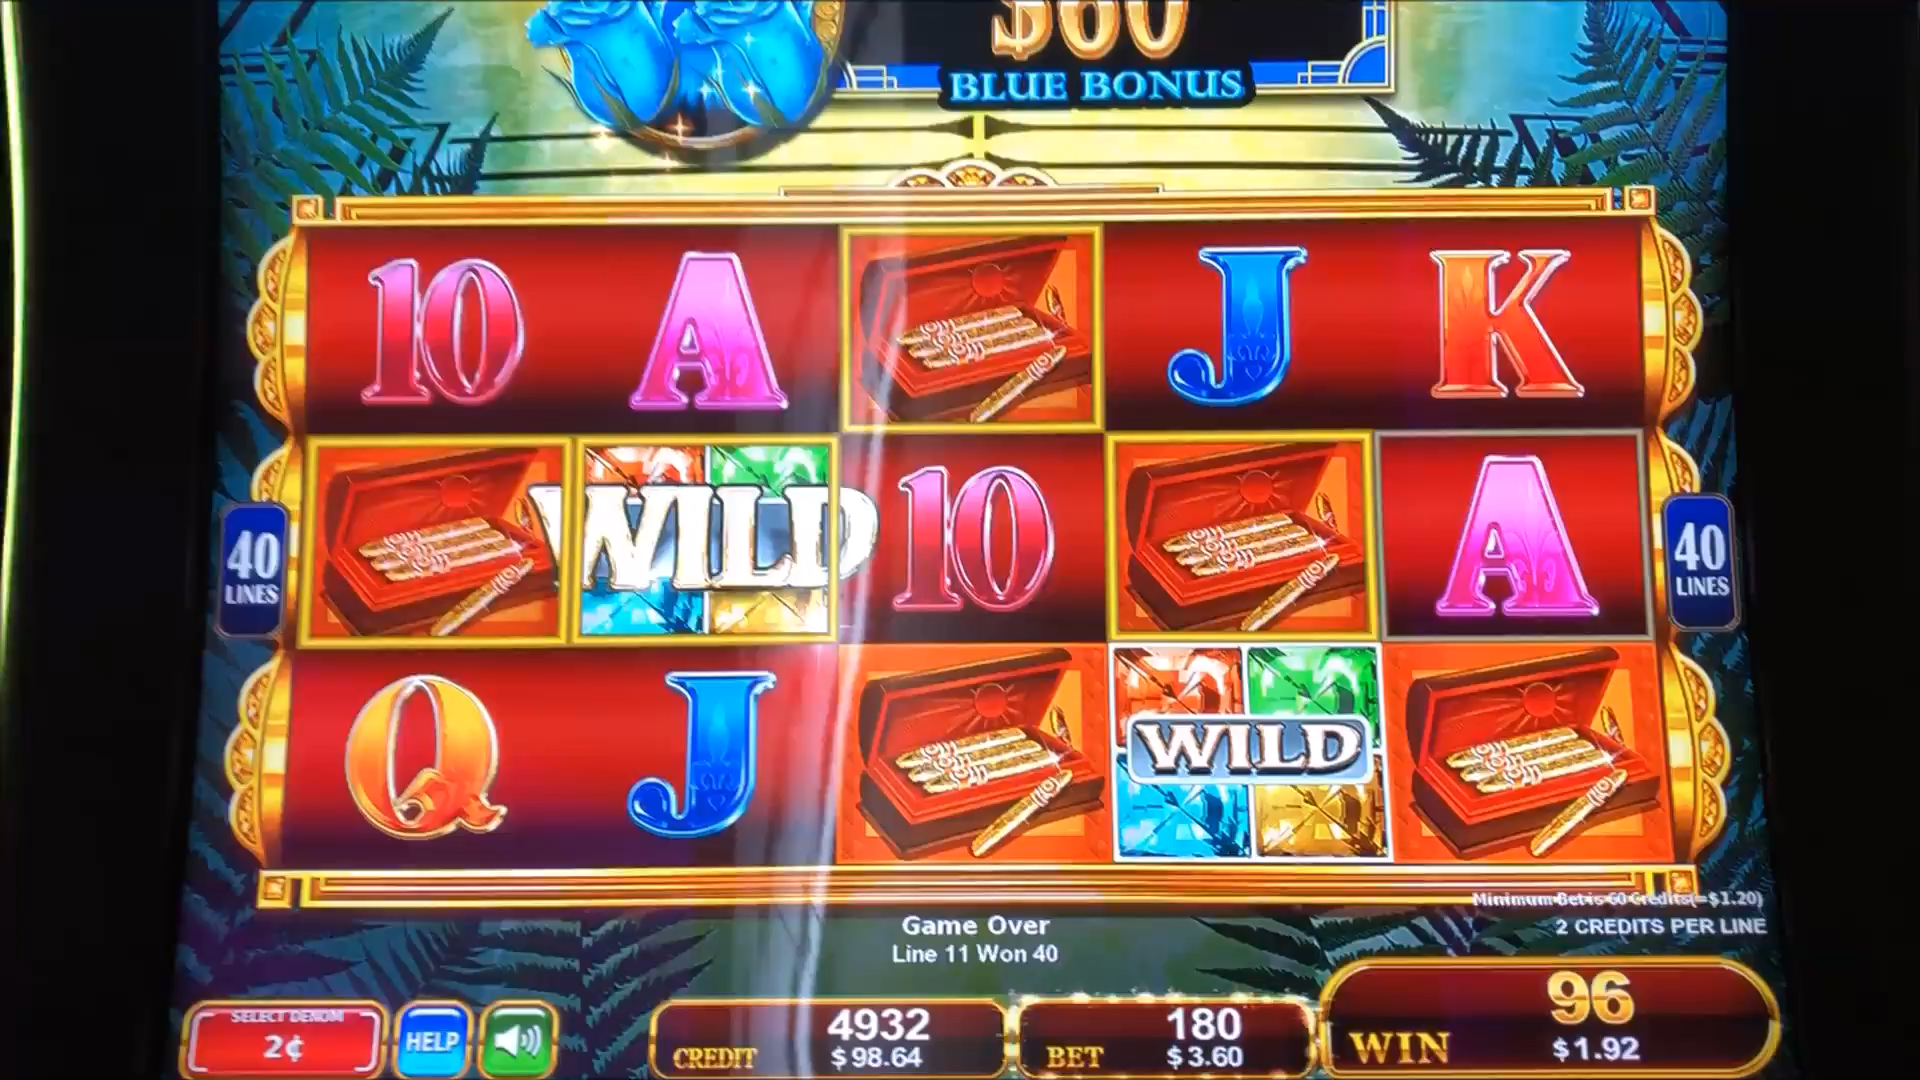 $60
BLUE BONUS
10 A J K
40 LINES
WILD 10 A
40 LINES
Q J WILD
Minimum Bet is 60 Credits(=$1.20)
Game Over
2 CREDITS PER LINE
Line 11 Won 40
SELECT DENOM
2¢
HELP
CREDIT 4932
$98.64
BET 180
$3.60
WIN 96
$1.92